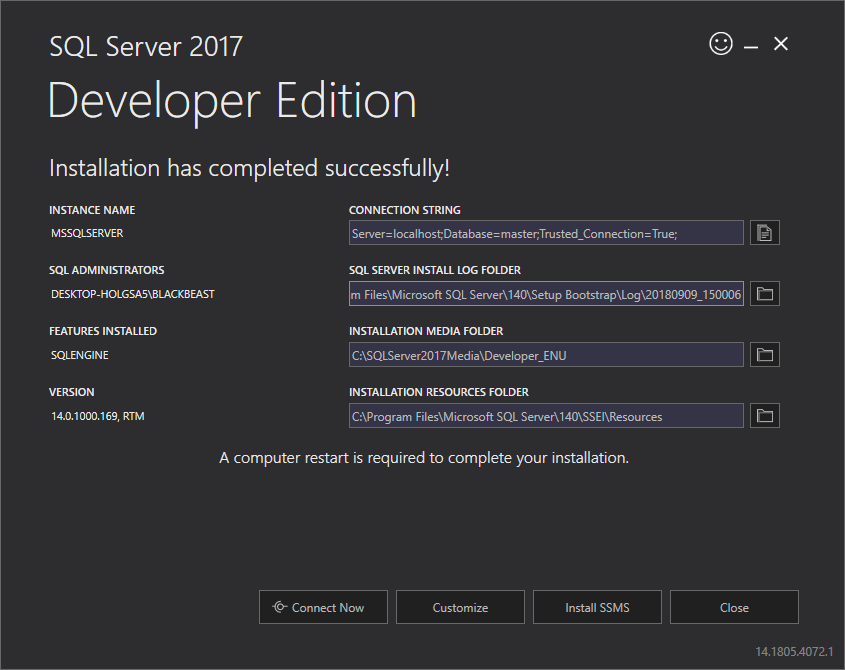 SQL Server 2017
Developer Edition
Installation has completed successfully!
INSTANCE NAME
MSSQLSERVER
CONNECTION STRING
Server=localhost;Database=master;Trusted_Connection=True;
SQL ADMINISTRATORS
DESKTOP-HOLGSA5\BLACKBEAST
SQL SERVER INSTALL LOG FOLDER
m Files\Microsoft SQL Server\140\Setup Bootstrap\Log\20180909_150006
FEATURES INSTALLED
SQLENGINE
INSTALLATION MEDIA FOLDER
C:\SQLServer2017Media\Developer_ENU
VERSION
14.0.1000.169, RTM
INSTALLATION RESOURCES FOLDER
C:\Program Files\Microsoft SQL Server\140\SSEI\Resources
A computer restart is required to complete your installation.
Connect Now
Customize
Install SSMS
Close
14.1805.4072.1